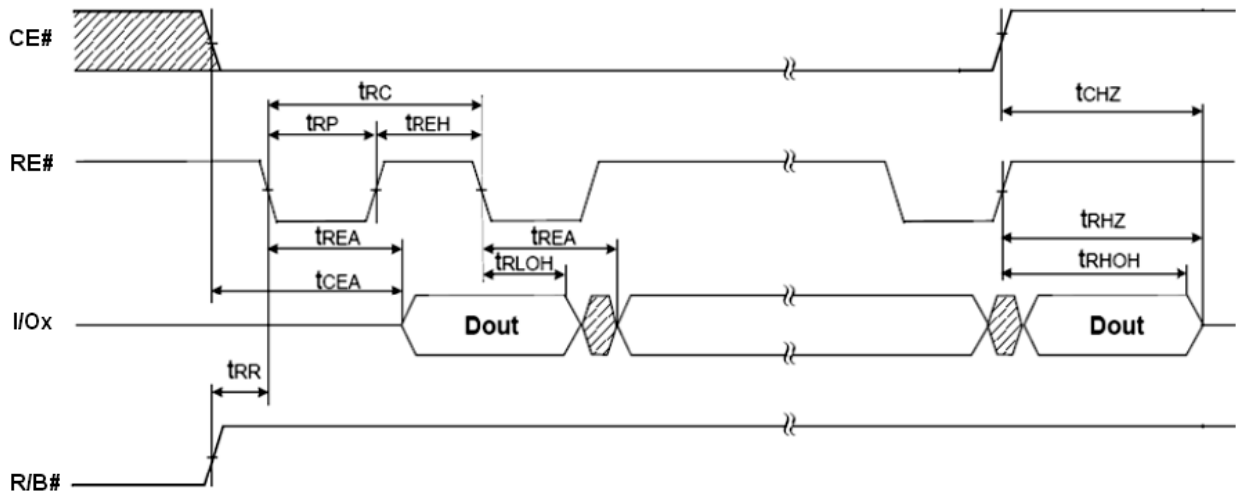 CE#
tRC
tCHZ
tRP
tREH
RE#
tREA
tREA
tRHZ
tRLOH
tRHOH
tCEA
I/Ox
Dout
Dout
tRR
R/B#